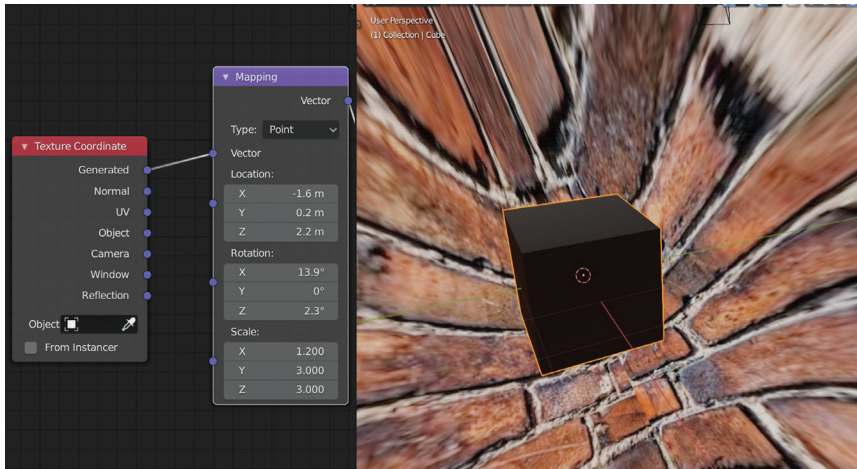 Texture Coordinate
Generated
Normal
UV
Object
Camera
Window
Reflection
Object
From Instancer
Mapping
Vector
Type: Point
Vector
Location:
X -1.6 m
Y 0.2 m
Z 2.2 m
Rotation:
X 13.9°
Y 0°
Z 2.3°
Scale:
X 1.200
Y 3.000
Z 3.000
User Perspective
(1) Collection | Cube